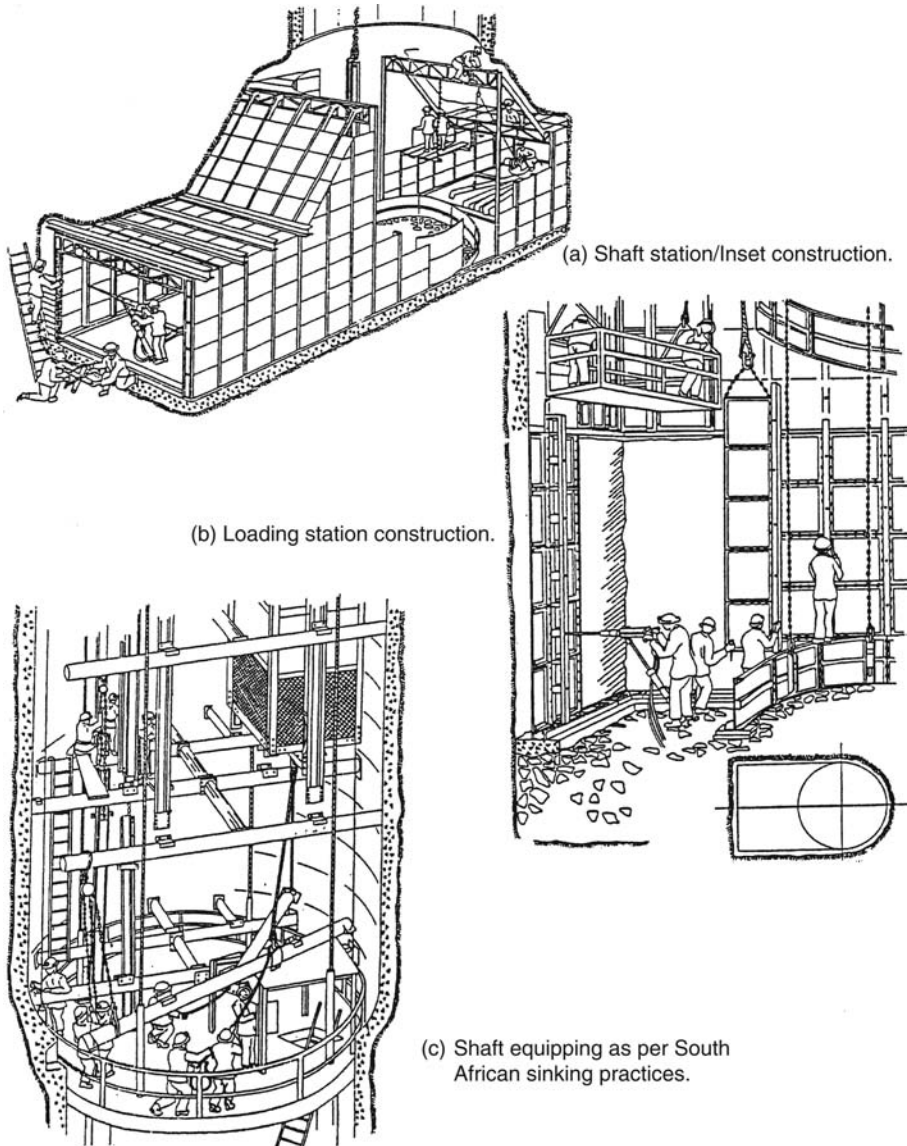 (a) Shaft station/Inset construction.
(b) Loading station construction.
(c) Shaft equipping as per South
African sinking practices.